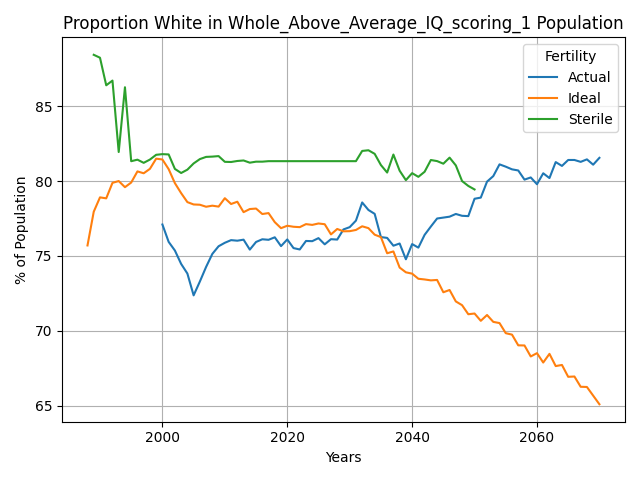 Proportion White in Whole_Above_Average_IQ_scoring_1 Population
Fertility
Actual
Ideal
Sterile
% of Population
85
80
75
70
65
2000
2020
2040
2060
Years